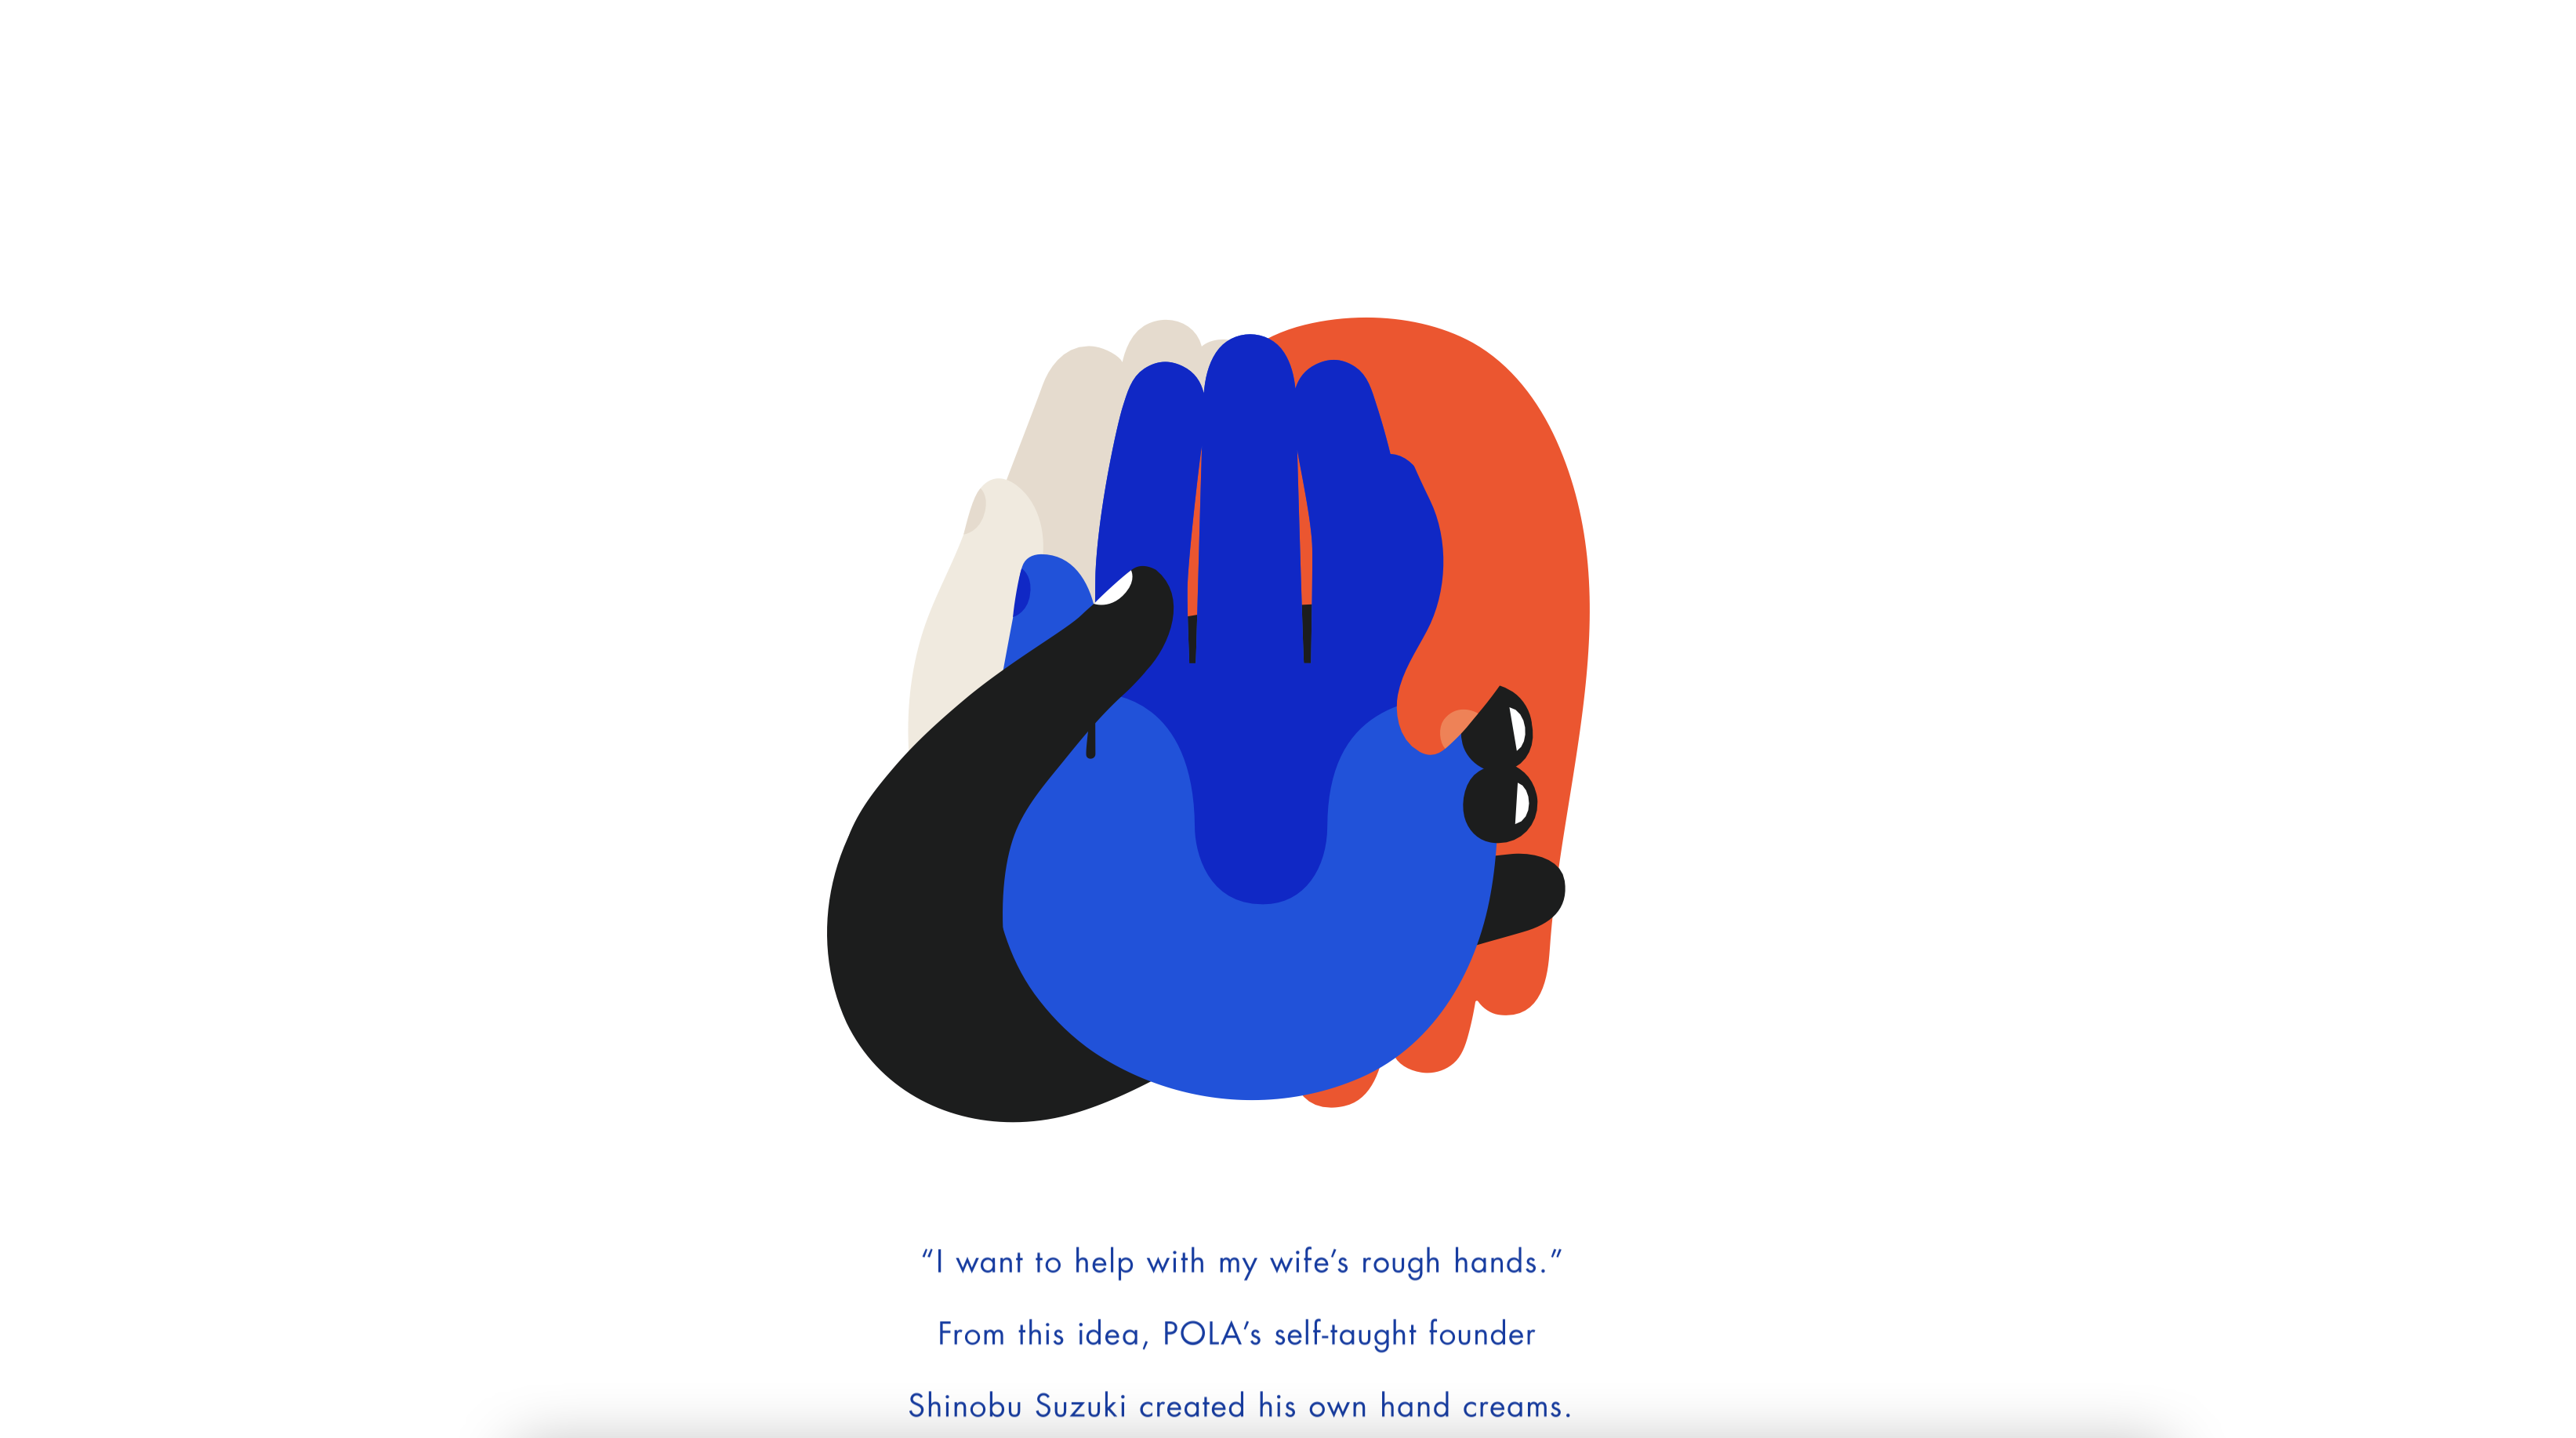 “I want to help with my wife’s rough hands.”
From this idea, POLA’s self-taught founder
Shinobu Suzuki created his own hand creams.